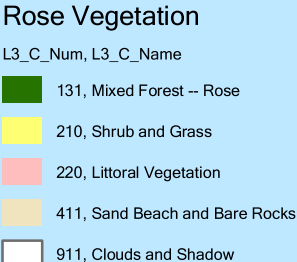 Rose Vegetation
L3_C_Num, L3_C_Name
131, Mixed Forest -- Rose
210, Shrub and Grass
220, Littoral Vegetation
411, Sand Beach and Bare Rocks
911, Clouds and Shadow